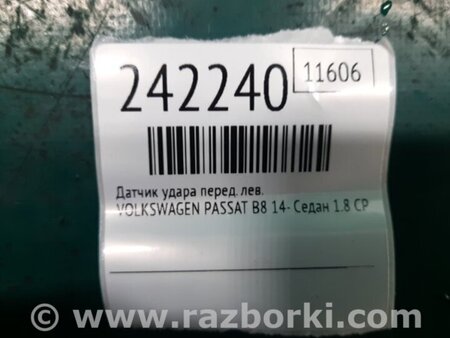 242240 11606
Датчик удара перед. лев.
VOLKSWAGEN PASSAT B8 14- Седан 1.8 CP
© www.razborki.com